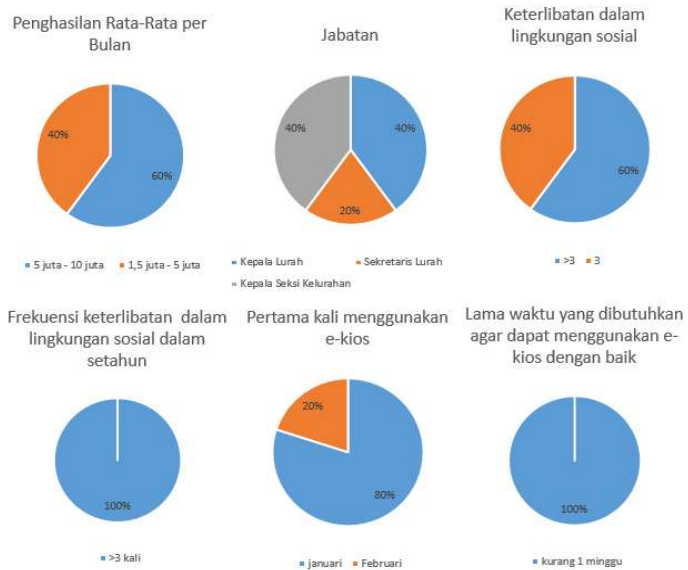 Penghasilan Rata-Rata per
Bulan
40%
60%
5 juta - 10 juta
1,5 juta - 5 juta
Jabatan
40%
40%
20%
Kepala Lurah
Sekretaris Lurah
Kepala Seksi Kelurahan
Keterlibatan dalam
lingkungan sosial
40%
60%
>3
3
Frekuensi keterlibatan dalam
lingkungan sosial dalam
setahun
100%
>3 kali
Pertama kali menggunakan
e-kios
20%
80%
januari
Februari
Lama waktu yang dibutuhkan
agar dapat menggunakan e-
kios dengan baik
100%
kurang 1 minggu